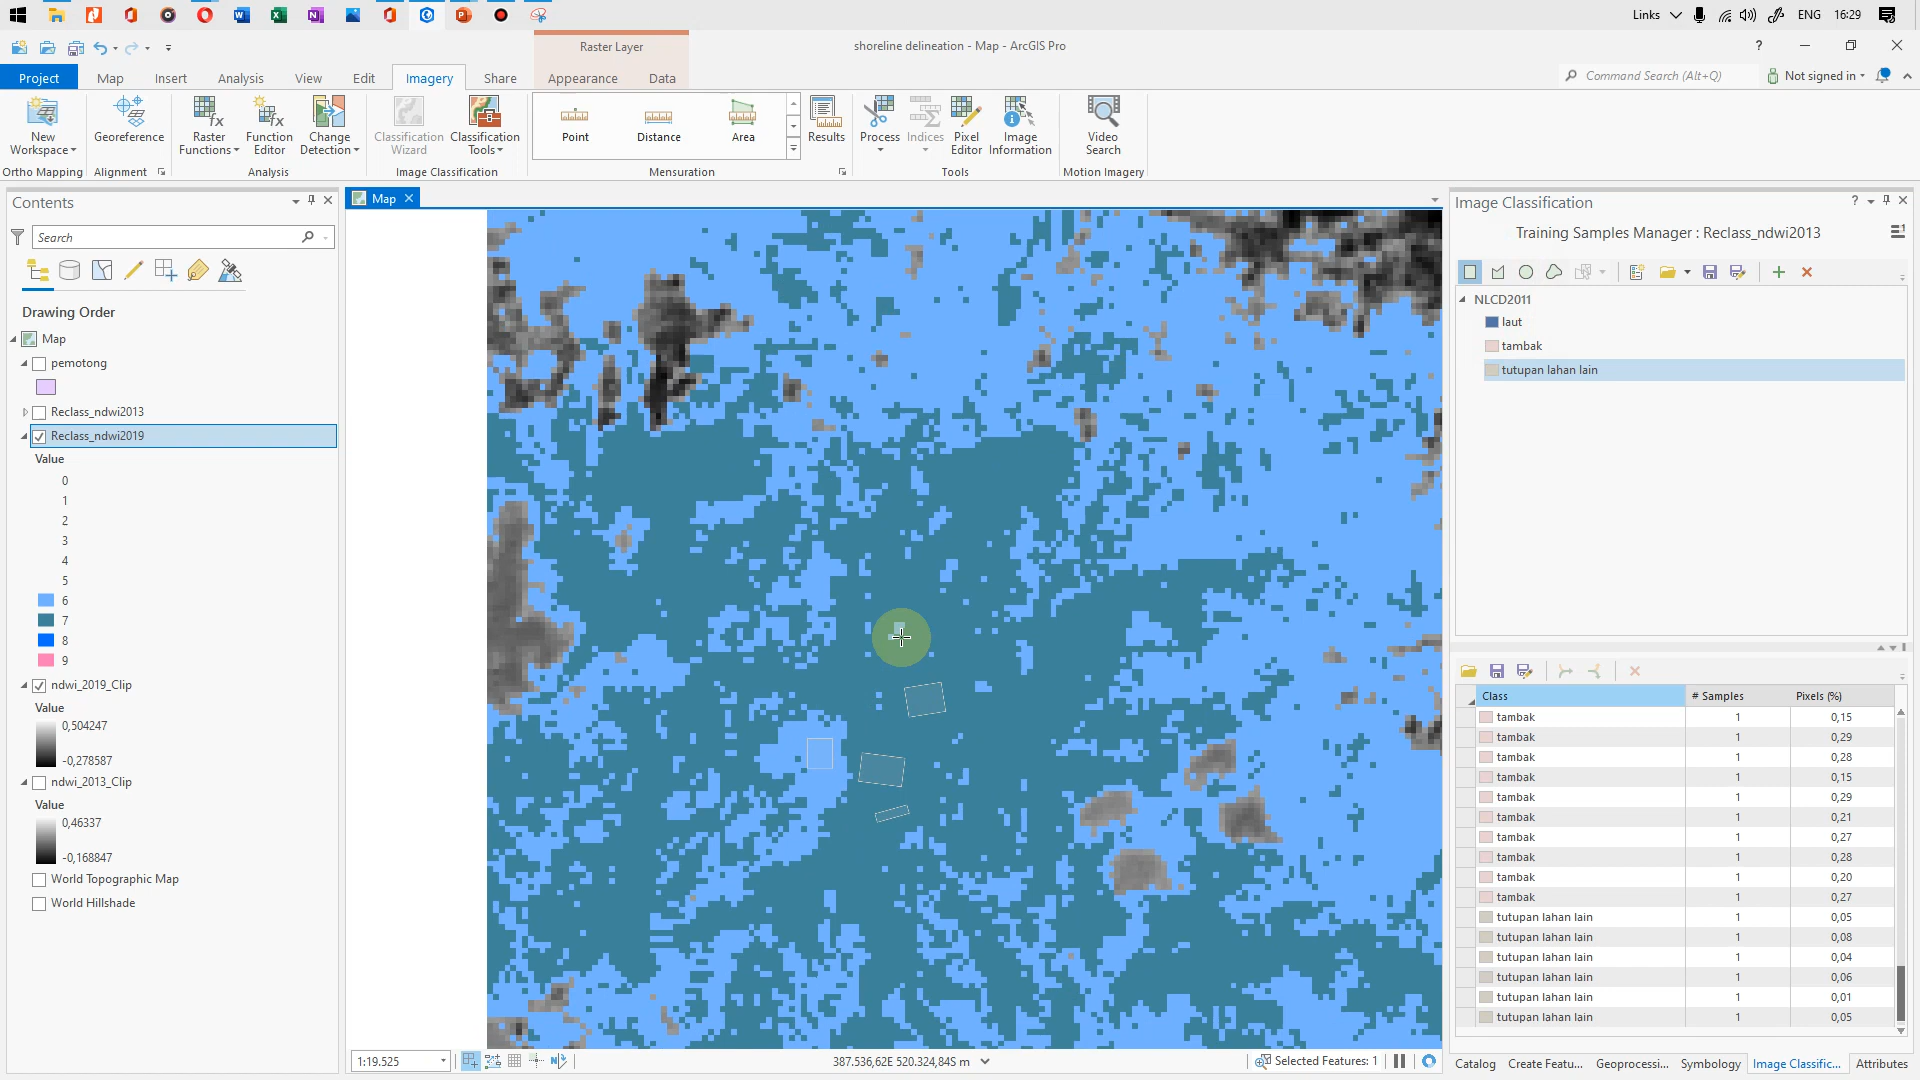 Links ENG 16:29
Raster Layer
shoreline delineation - Map - ArcGIS Pro
?
Project Map Insert Analysis View Edit Imagery Share Appearance Data
Command Search (Alt+Q)
Not signed in
New Workspace
Georeference
Raster Functions
Function Editor
Change Detection
Classification Wizard
Classification Tools
Point
Distance
Area
Results
Process
Indices
Pixel Editor
Image Information
Video Search
Ortho Mapping
Alignment
Analysis
Image Classification
Mensuration
Tools
Motion Imagery
Contents
Search
Drawing Order
Map
pemotong
Reclass_ndwi2013
Reclass_ndwi2019
Value
0
1
2
3
4
5
6
7
8
9
ndwi_2019_Clip
Value
0,504247
-0,278587
ndwi_2013_Clip
Value
0,46337
-0,168847
World Topographic Map
World Hillshade
Map
1:19.525
387.536,62E 520.324,84S m
Selected Features: 1
Image Classification
?
Training Samples Manager : Reclass_ndwi2013
NLCD2011
laut
tambak
tutupan lahan lain
Class # Samples Pixels (%)
tambak 1 0,15
tambak 1 0,29
tambak 1 0,28
tambak 1 0,15
tambak 1 0,29
tambak 1 0,21
tambak 1 0,27
tambak 1 0,28
tambak 1 0,20
tambak 1 0,27
tutupan lahan lain 1 0,05
tutupan lahan lain 1 0,08
tutupan lahan lain 1 0,04
tutupan lahan lain 1 0,06
tutupan lahan lain 1 0,01
tutupan lahan lain 1 0,05
Catalog Create Featu... Geoprocessi... Symbology Image Classific... Attributes